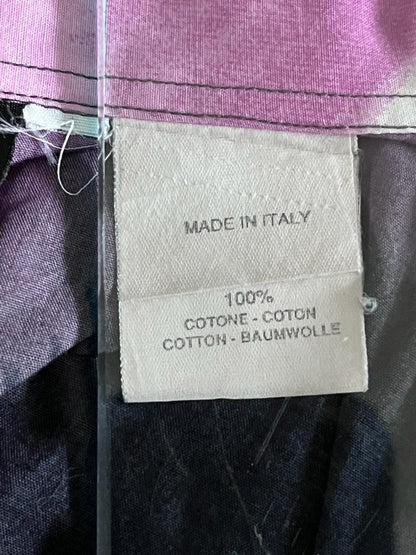 MADE IN ITALY
100%
COTONE - COTON
COTTON - BAUMWOLLE